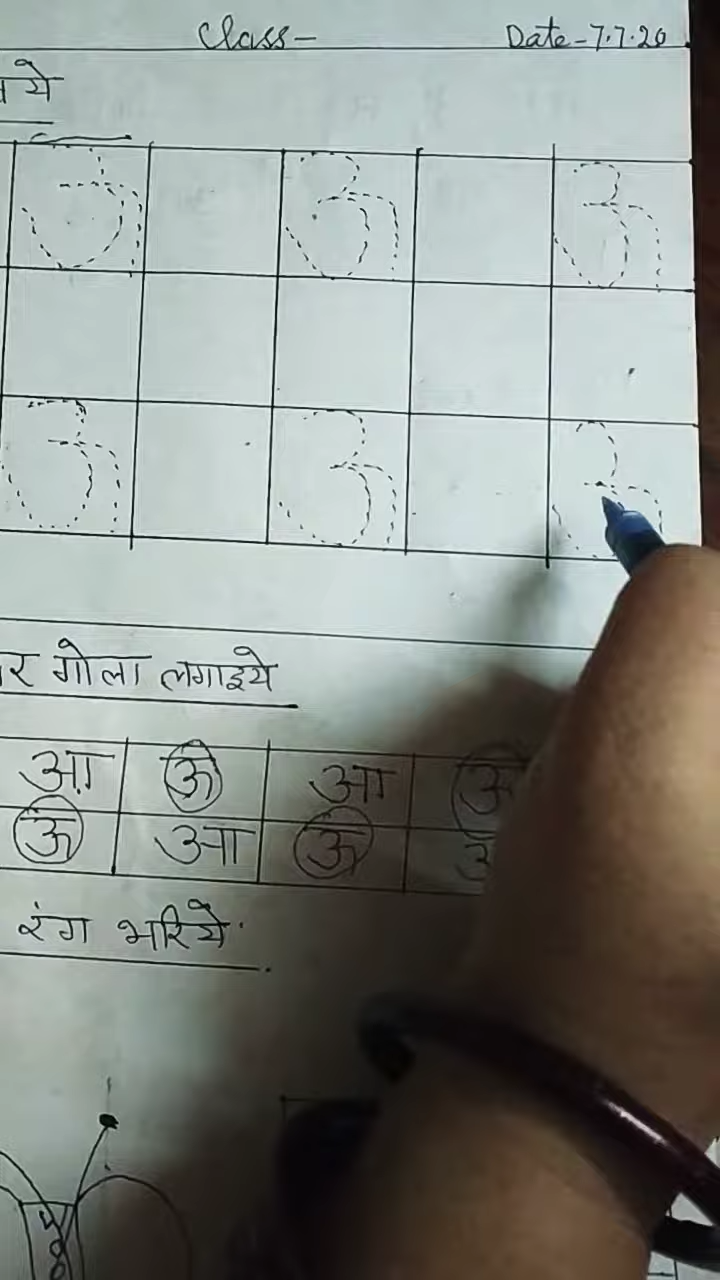 Class- Date-7.7.20
ये
गोला लगाइये
आ ऊ आ ऊ
ऊ आ ऊ
रंग भरिये